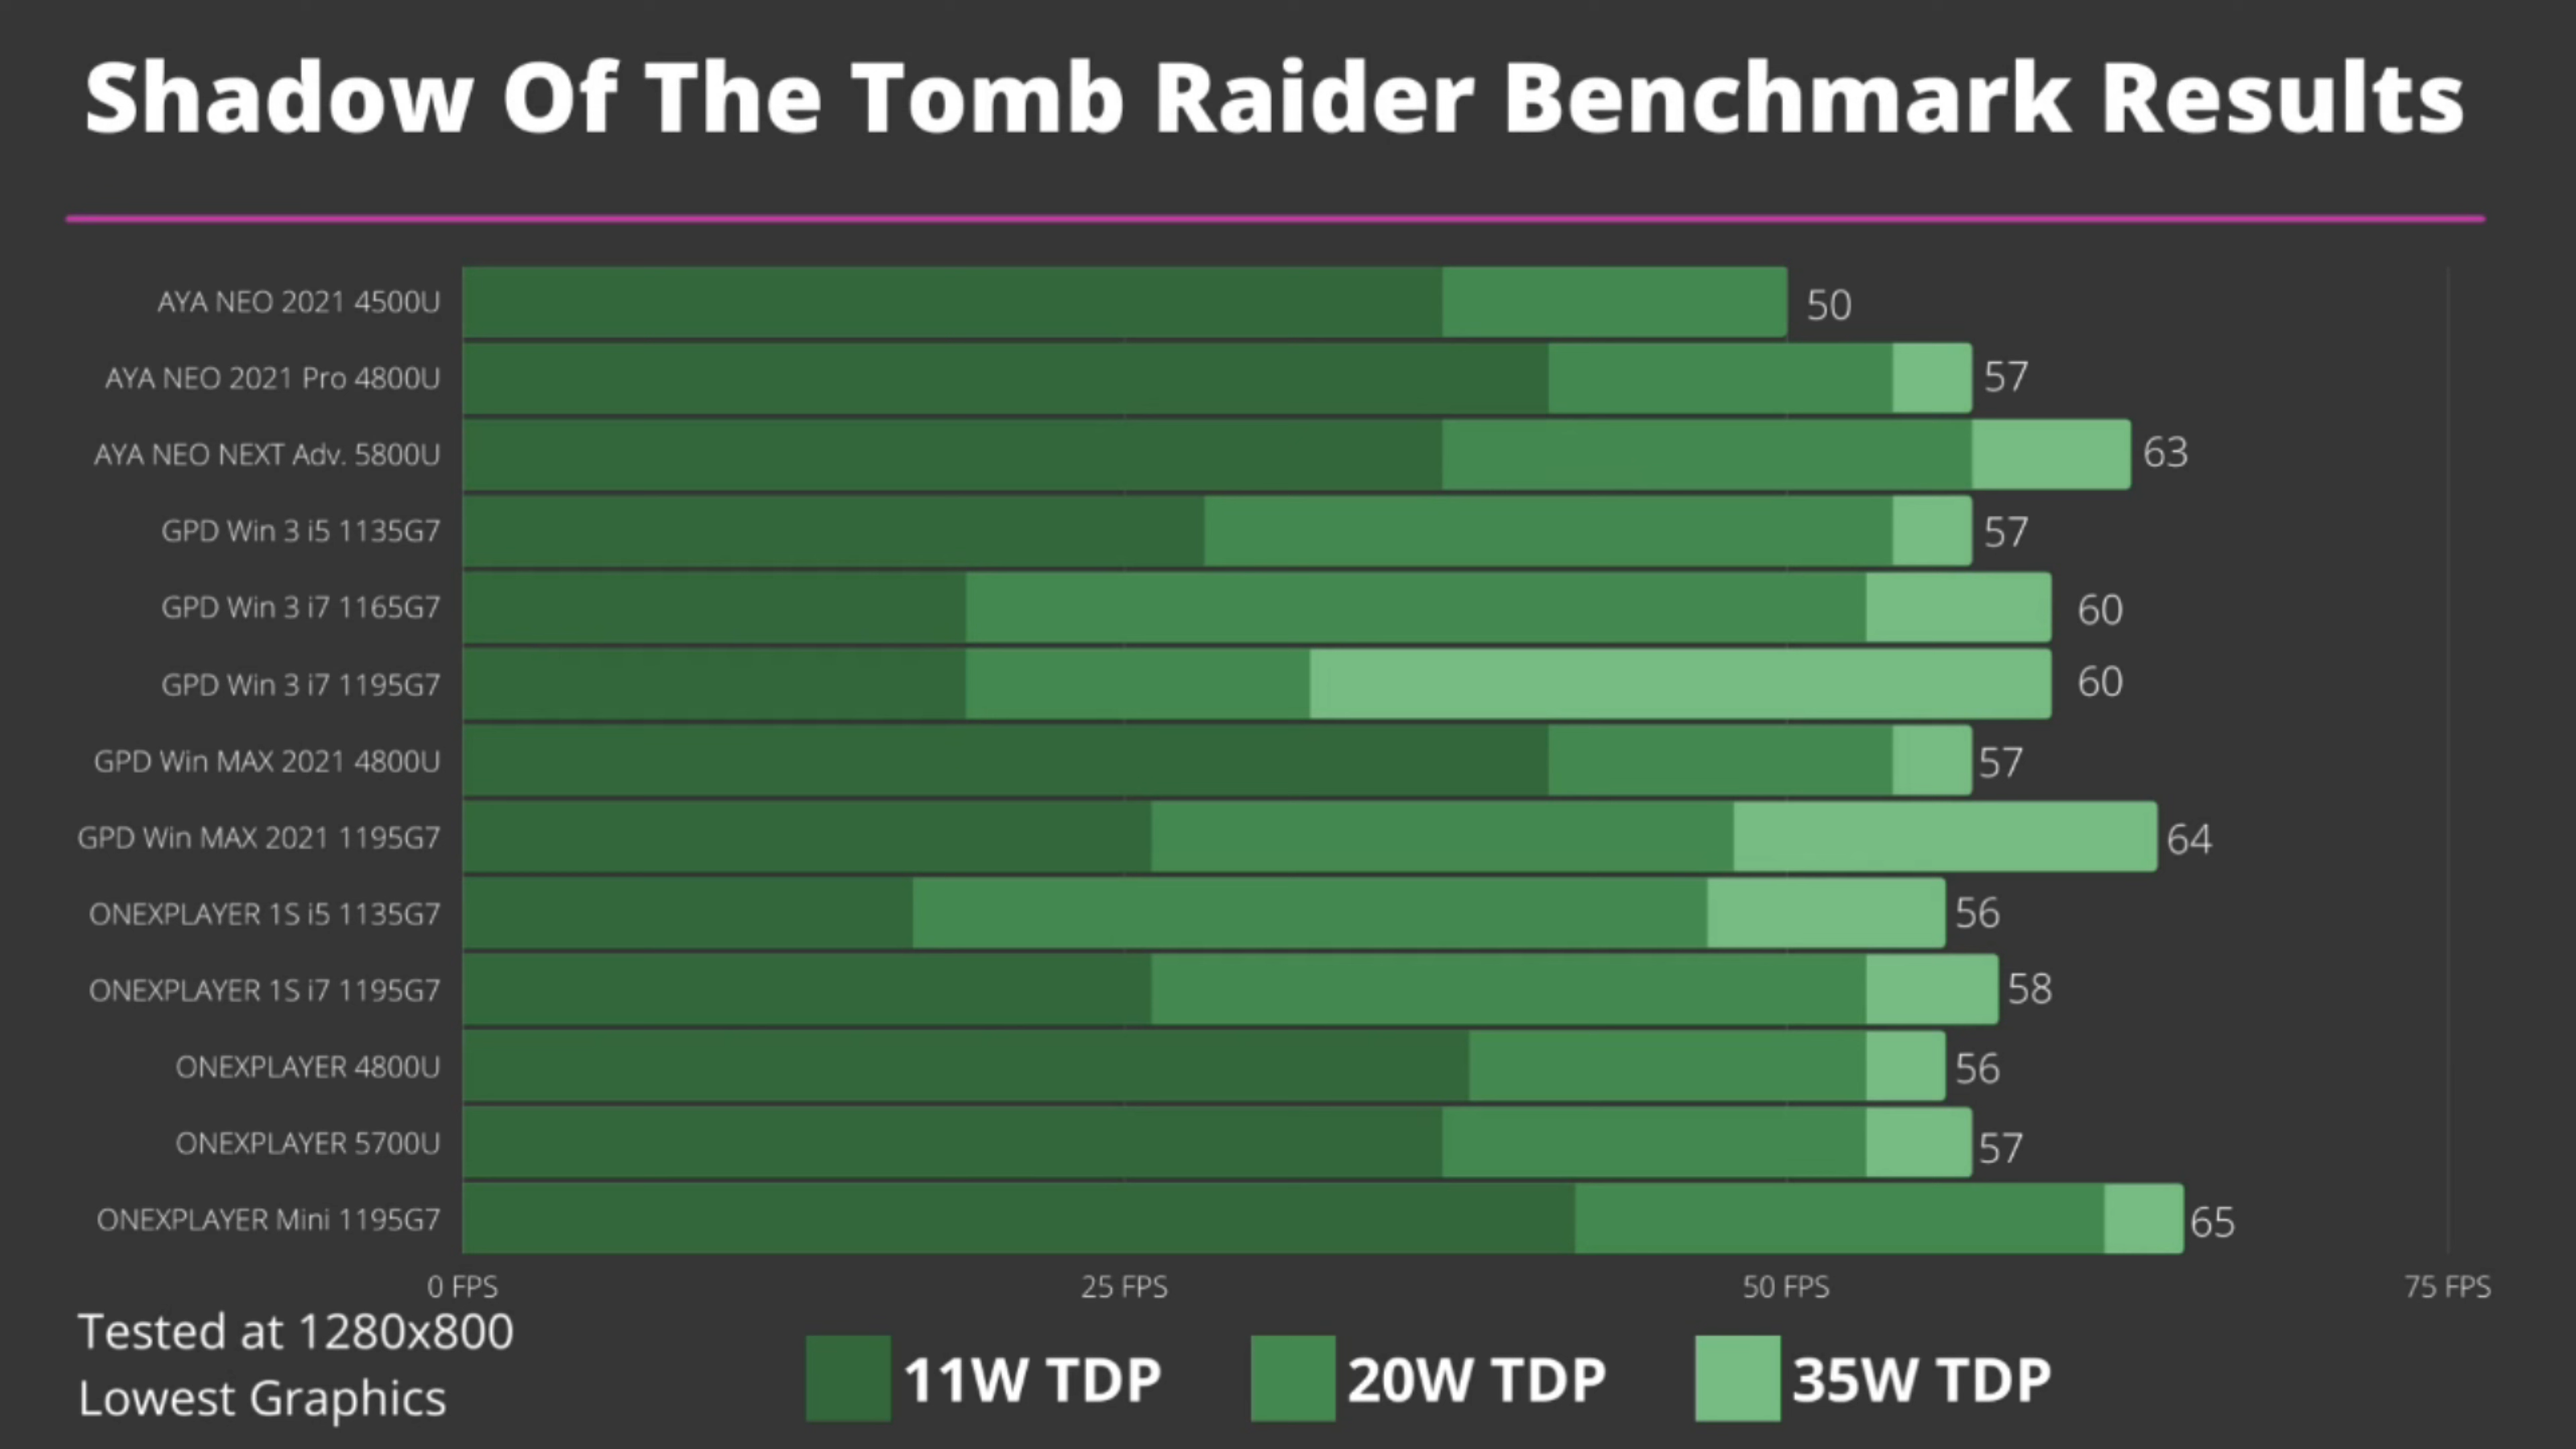 Shadow Of The Tomb Raider Benchmark Results
AYA NEO 2021 4500U 50
AYA NEO 2021 Pro 4800U 57
AYA NEO NEXT Adv. 5800U 63
GPD Win 3 i5 1135G7 57
GPD Win 3 i7 1165G7 60
GPD Win 3 i7 1195G7 60
GPD Win MAX 2021 4800U 57
GPD Win MAX 2021 1195G7 64
ONEXPLAYER 1S i5 1135G7 56
ONEXPLAYER 1S i7 1195G7 58
ONEXPLAYER 4800U 56
ONEXPLAYER 5700U 57
ONEXPLAYER Mini 1195G7 65
0 FPS 25 FPS 50 FPS 75 FPS
Tested at 1280x800
Lowest Graphics
11W TDP 20W TDP 35W TDP